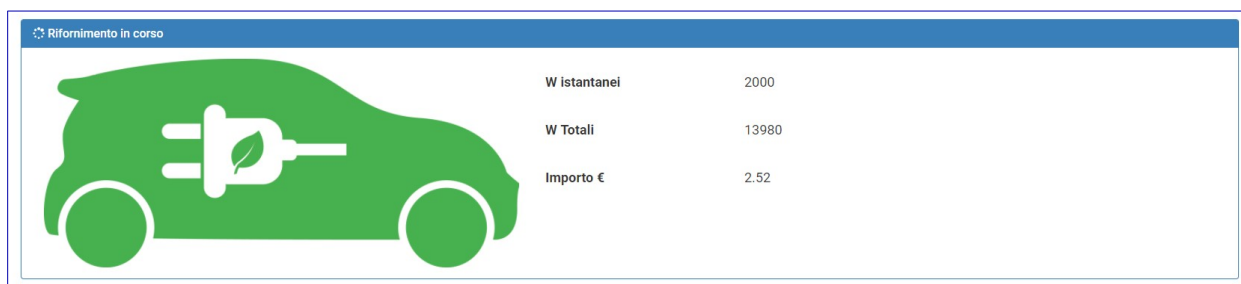 Rifornimento in corso
W istantanei 2000
W Totali 13980
Importo € 2.52